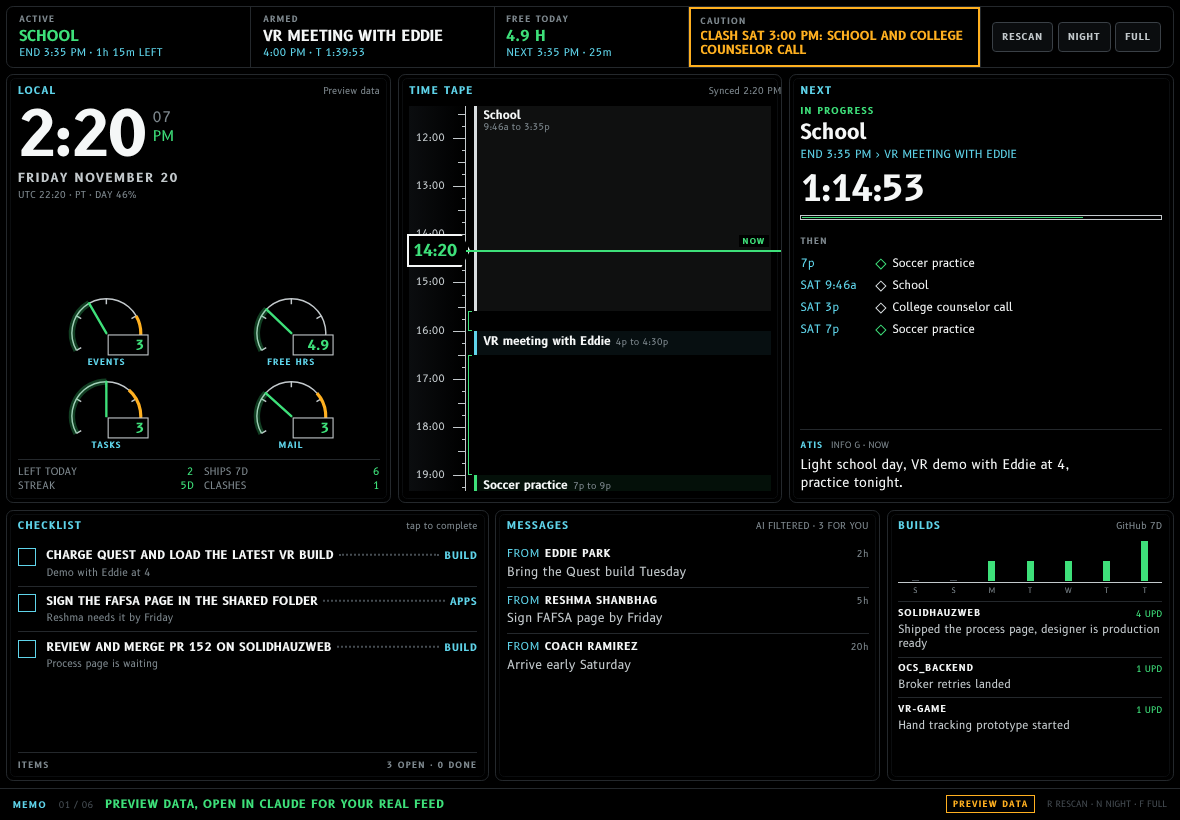 ACTIVE
SCHOOL
END 3:35 PM · 1h 15m LEFT
ARMED
VR MEETING WITH EDDIE
4:00 PM · T 1:39:53
FREE TODAY
4.9 H
NEXT 3:35 PM · 25m
CAUTION
CLASH SAT 3:00 PM: SCHOOL AND COLLEGE
COUNSELOR CALL
RESCAN
NIGHT
FULL
LOCAL
Preview data
2:20 07 PM
FRIDAY NOVEMBER 20
UTC 22:20 · PT · DAY 46%
3
EVENTS
4.9
FREE HRS
3
TASKS
3
MAIL
LEFT TODAY 2 SHIPS 7D 6
STREAK 5D CLASHES 1
TIME TAPE
Synced 2:20 PM
School
9:46a to 3:35p
12:00
13:00
14:00
NOW
14:20
15:00
16:00
VR meeting with Eddie 4p to 4:30p
17:00
18:00
19:00
Soccer practice 7p to 9p
NEXT
IN PROGRESS
School
END 3:35 PM › VR MEETING WITH EDDIE
1:14:53
THEN
7p ◇ Soccer practice
SAT 9:46a ◇ School
SAT 3p ◇ College counselor call
SAT 7p ◇ Soccer practice
ATIS INFO G · NOW
Light school day, VR demo with Eddie at 4,
practice tonight.
CHECKLIST
tap to complete
CHARGE QUEST AND LOAD THE LATEST VR BUILD BUILD
Demo with Eddie at 4
SIGN THE FAFSA PAGE IN THE SHARED FOLDER APPS
Reshma needs it by Friday
REVIEW AND MERGE PR 152 ON SOLIDHAUZWEB BUILD
Process page is waiting
ITEMS 3 OPEN · 0 DONE
MESSAGES
AI FILTERED · 3 FOR YOU
FROM EDDIE PARK 2h
Bring the Quest build Tuesday
FROM RESHMA SHANBHAG 5h
Sign FAFSA page by Friday
FROM COACH RAMIREZ 20h
Arrive early Saturday
BUILDS
GitHub 7D
S S M T W T T
SOLIDHAUZWEB 4 UPD
Shipped the process page, designer is production
ready
OCS_BACKEND 1 UPD
Broker retries landed
VR-GAME 1 UPD
Hand tracking prototype started
MEMO 01 / 06 PREVIEW DATA, OPEN IN CLAUDE FOR YOUR REAL FEED
PREVIEW DATA
R RESCAN · N NIGHT · F FULL